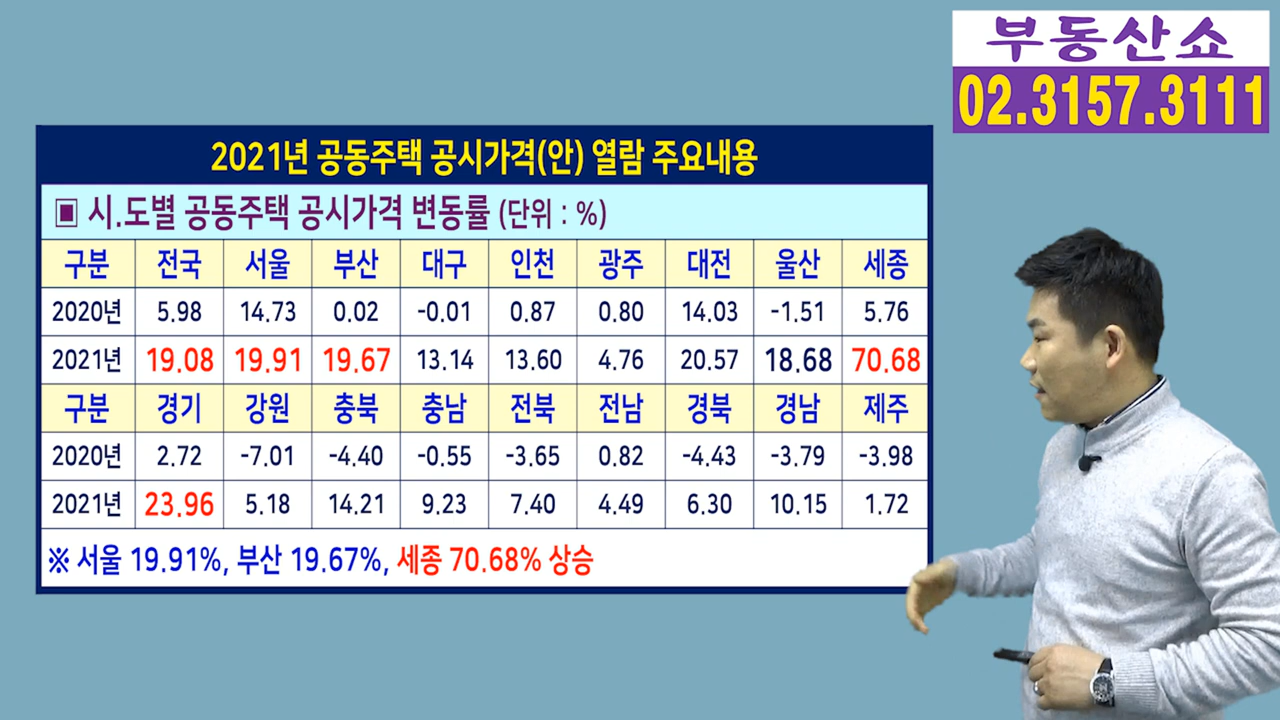 부동산쇼
02.3157.3111
2021년 공동주택 공시가격(안) 열람 주요내용
▣ 시.도별 공동주택 공시가격 변동률 (단위 : %)
구분 전국 서울 부산 대구 인천 광주 대전 울산 세종
2020년 5.98 14.73 0.02 -0.01 0.87 0.80 14.03 -1.51 5.76
2021년 19.08 19.91 19.67 13.14 13.60 4.76 20.57 18.68 70.68
구분 경기 강원 충북 충남 전북 전남 경북 경남 제주
2020년 2.72 -7.01 -4.40 -0.55 -3.65 0.82 -4.43 -3.79 -3.98
2021년 23.96 5.18 14.21 9.23 7.40 4.49 6.30 10.15 1.72
※ 서울 19.91%, 부산 19.67%, 세종 70.68% 상승